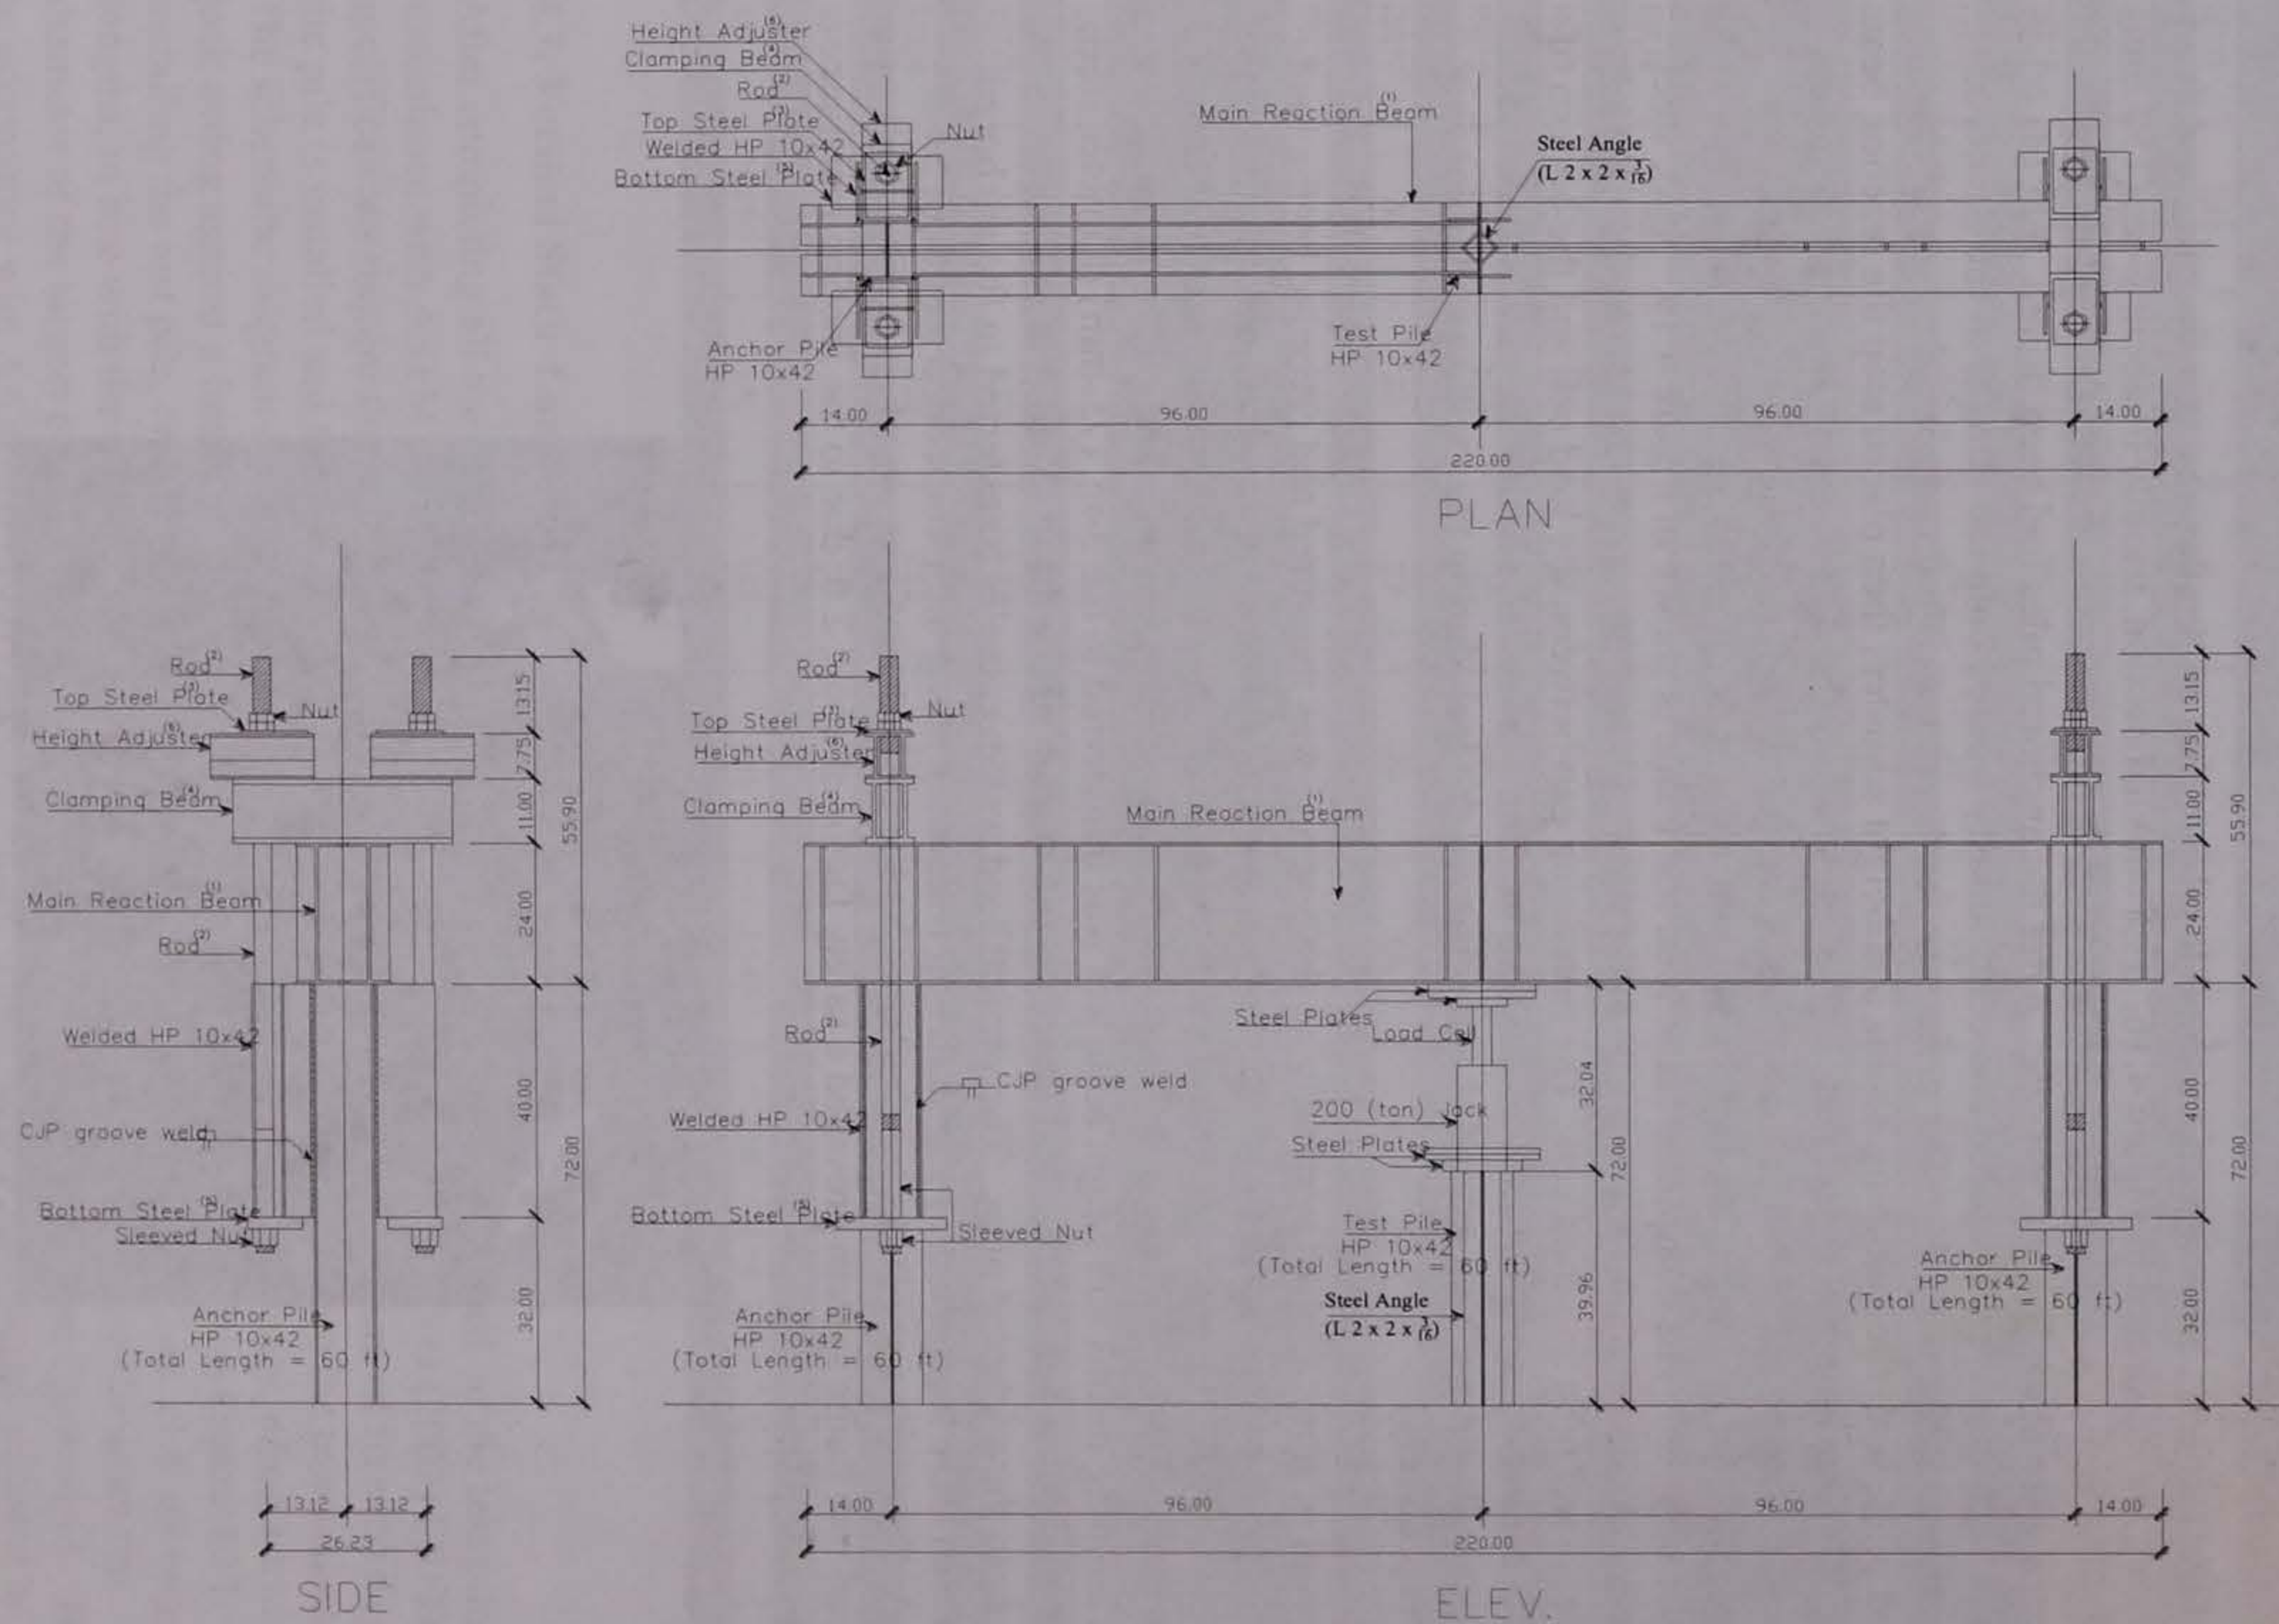 Height Adjuster(6)
Clamping Beam(4)
Rod(2)
Top Steel Plate(3)
Nut
Welded HP 10x42
Bottom Steel Plate(5)
Main Reaction Beam(1)
Steel Angle
(L 2 x 2 x 3/16)
Anchor Pile
HP 10x42
Test Pile
HP 10x42
14.00
96.00
96.00
14.00
220.00
PLAN
Rod(2)
Top Steel Plate(3)
Nut
Height Adjuster(6)
Clamping Beam(4)
Main Reaction Beam(1)
Rod(2)
Welded HP 10x42
CJP groove weld
Bottom Steel Plate(5)
Sleeved Nut
Anchor Pile
HP 10x42
(Total Length = 60 ft)
13.15
7.75
11.00
24.00
55.90
40.00
72.00
32.00
13.12
13.12
26.23
SIDE
Rod(2)
Nut
Top Steel Plate(3)
Height Adjuster(6)
Clamping Beam(4)
Main Reaction Beam(1)
Steel Plates
Load Cell
Rod(2)
CJP groove weld
Welded HP 10x42
200 (ton) Jack
Steel Plates
Bottom Steel Plate(5)
Sleeved Nut
Test Pile
HP 10x42
(Total Length = 60 ft)
Steel Angle
(L 2 x 2 x 3/16)
Anchor Pile
HP 10x42
(Total Length = 60 ft)
Anchor Pile
HP 10x42
(Total Length = 60 ft)
32.04
72.00
39.96
13.15
7.75
11.00
24.00
55.90
40.00
72.00
32.00
14.00
96.00
96.00
14.00
220.00
ELEV.